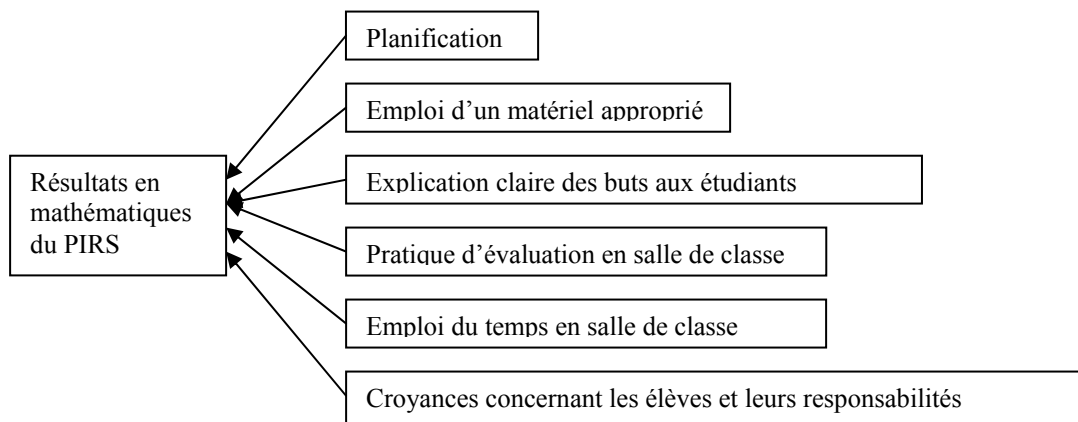 Planification
Emploi d’un matériel approprié
Résultats en
mathématiques
du PIRS
Explication claire des buts aux étudiants
Pratique d’évaluation en salle de classe
Emploi du temps en salle de classe
Croyances concernant les élèves et leurs responsabilités